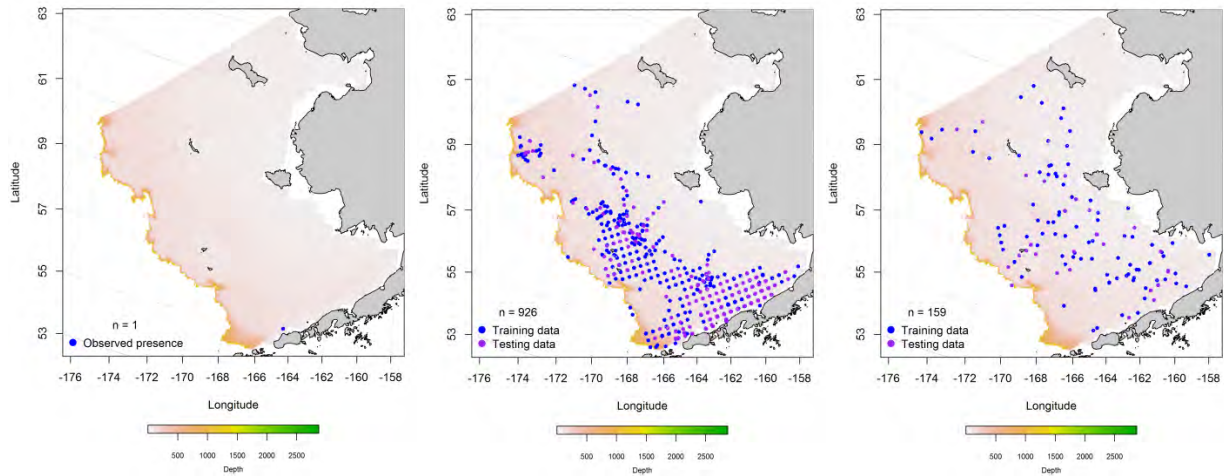 63
61
59
57
55
53
Latitude
n = 1
Observed presence
-176 -174 -172 -170 -168 -166 -164 -162 -160 -158
Longitude
500 1000 1500 2000 2500
Depth
63
61
59
57
55
53
Latitude
n = 926
Training data
Testing data
-176 -174 -172 -170 -168 -166 -164 -162 -160 -158
Longitude
500 1000 1500 2000 2500
Depth
63
61
59
57
55
53
Latitude
n = 159
Training data
Testing data
-176 -174 -172 -170 -168 -166 -164 -162 -160 -158
Longitude
500 1000 1500 2000 2500
Depth